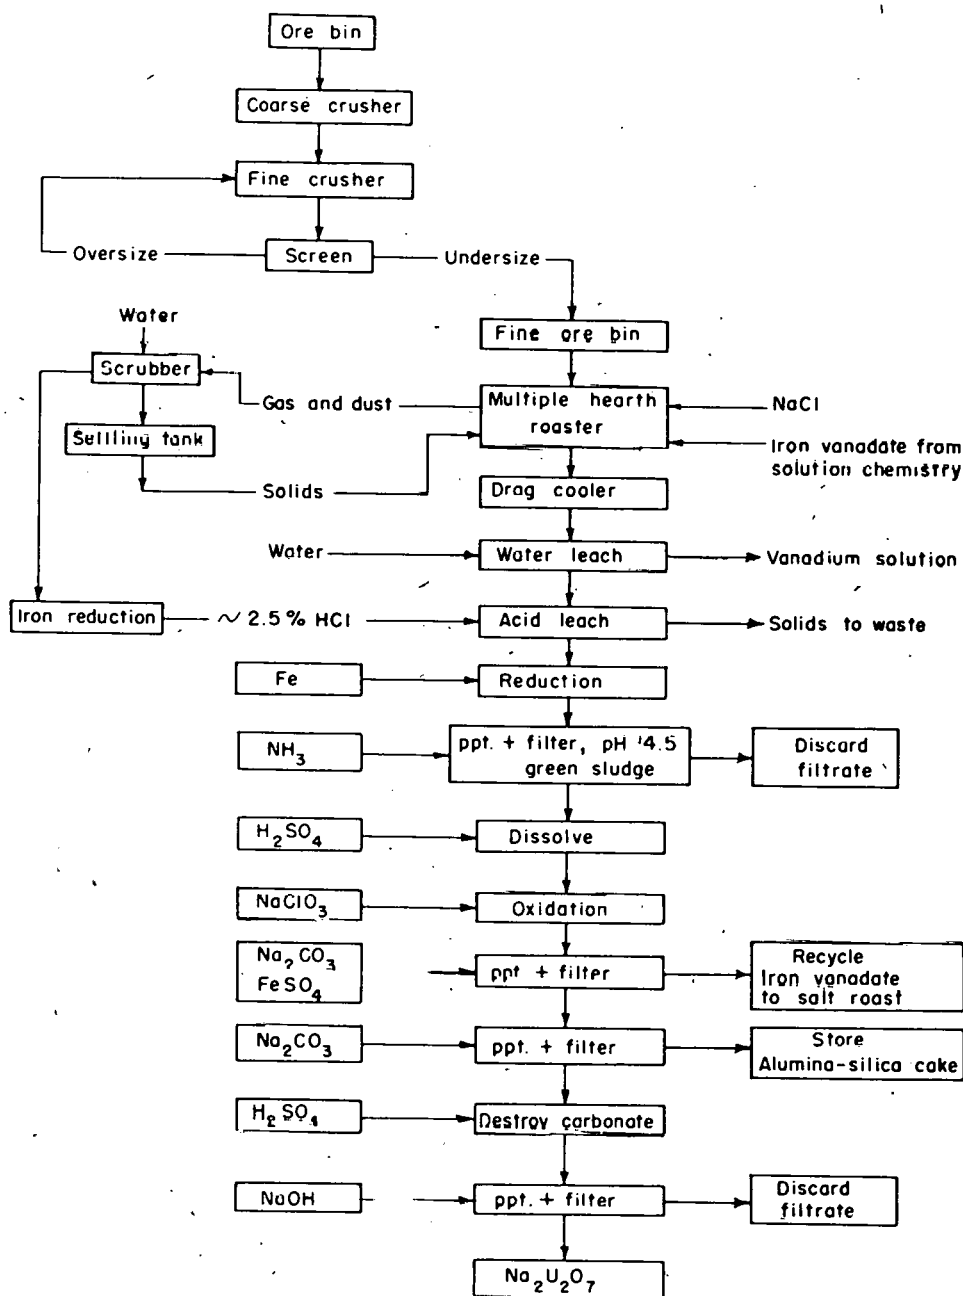 Ore bin
Coarse crusher
Fine crusher
Oversize
Screen
Undersize
Water
Fine ore bin
Scrubber
Gas and dust
Multiple hearth
roaster
NaCl
Settling tank
Iron vanadate from
solution chemistry
Solids
Drag cooler
Water
Water leach
Vanadium solution
Iron reduction
~ 2.5% HCl
Acid leach
Solids to waste
Fe
Reduction
NH3
ppt. + filter, pH 4.5
green sludge
Discard
filtrate
H2SO4
Dissolve
NaClO3
Oxidation
Na2CO3
FeSO4
ppt + filter
Recycle
Iron vanadate
to salt roast
Na2CO3
ppt. + filter
Store
Alumina-silica cake
H2SO4
Destroy carbonate
NaOH
ppt. + filter
Discard
filtrate
Na2U2O7